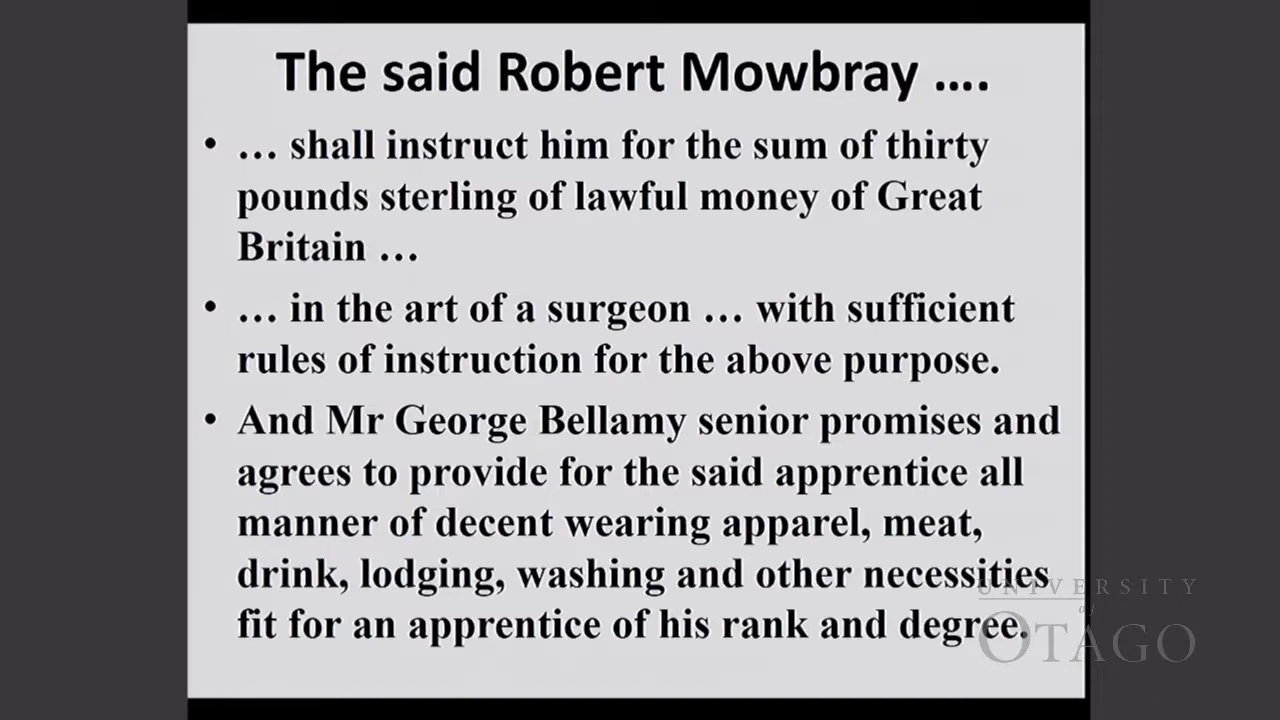 The said Robert Mowbray ….
• … shall instruct him for the sum of thirty
pounds sterling of lawful money of Great
Britain …
• … in the art of a surgeon … with sufficient
rules of instruction for the above purpose.
• And Mr George Bellamy senior promises and
agrees to provide for the said apprentice all
manner of decent wearing apparel, meat,
drink, lodging, washing and other necessities
fit for an apprentice of his rank and degree.
UNIVERSITY
of
OTAGO